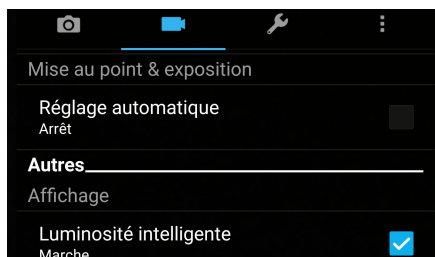 Mise au point & exposition
Réglage automatique
Arrêt
Autres
Affichage
Luminosité intelligente
Marche